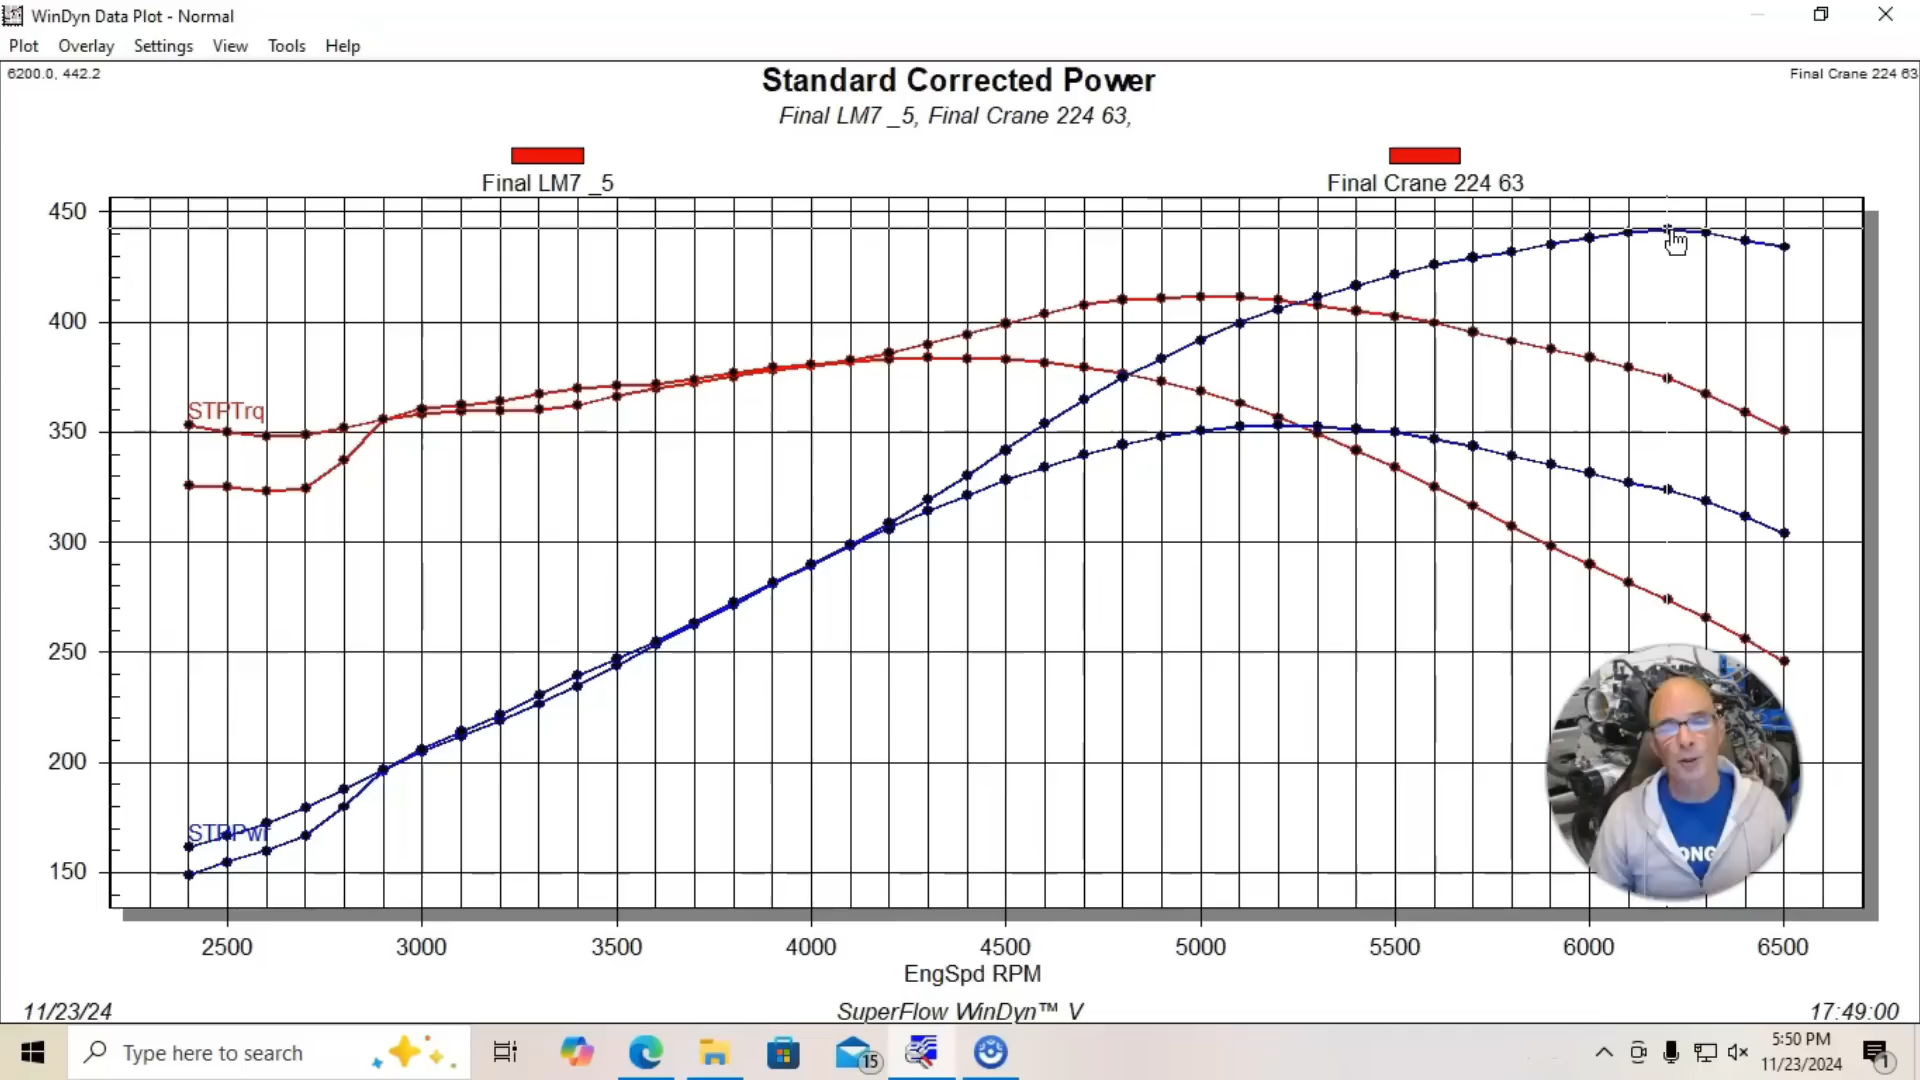 WinDyn Data Plot - Normal
Plot Overlay Settings View Tools Help
6200.0, 442.2
Final Crane 224 63
Standard Corrected Power
Final LM7 _5, Final Crane 224 63,
Final LM7 _5
Final Crane 224 63
450
400
350
300
250
200
150
STPTrq
STPPwr
ONG
2500 3000 3500 4000 4500 5000 5500 6000 6500
EngSpd RPM
11/23/24
SuperFlow WinDyn™ V
17:49:00
Type here to search
15
5:50 PM
11/23/2024
1